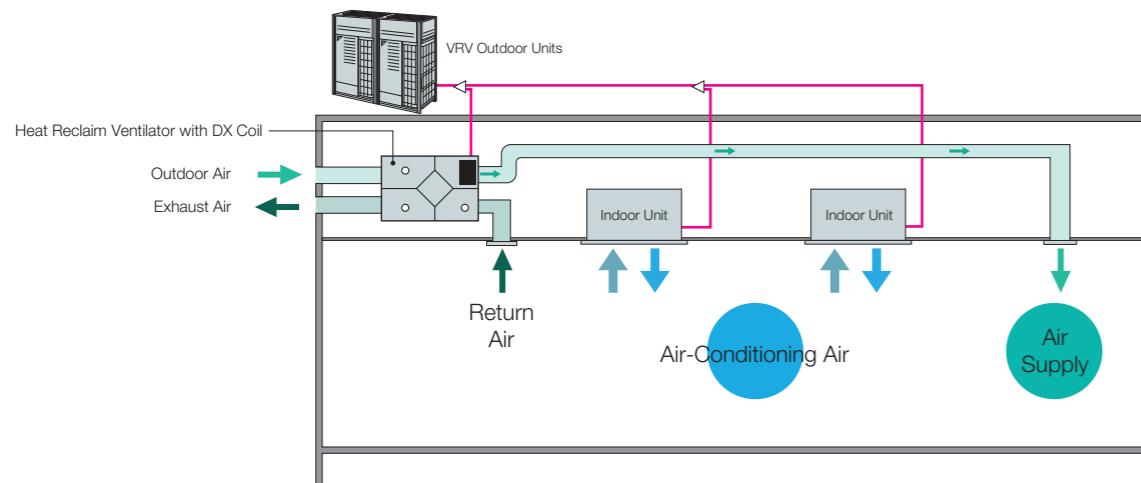 VRV Outdoor Units
Heat Reclaim Ventilator with DX Coil
Outdoor Air
Exhaust Air
Indoor Unit
Indoor Unit
Return
Air
Air-Conditioning Air
Air
Supply